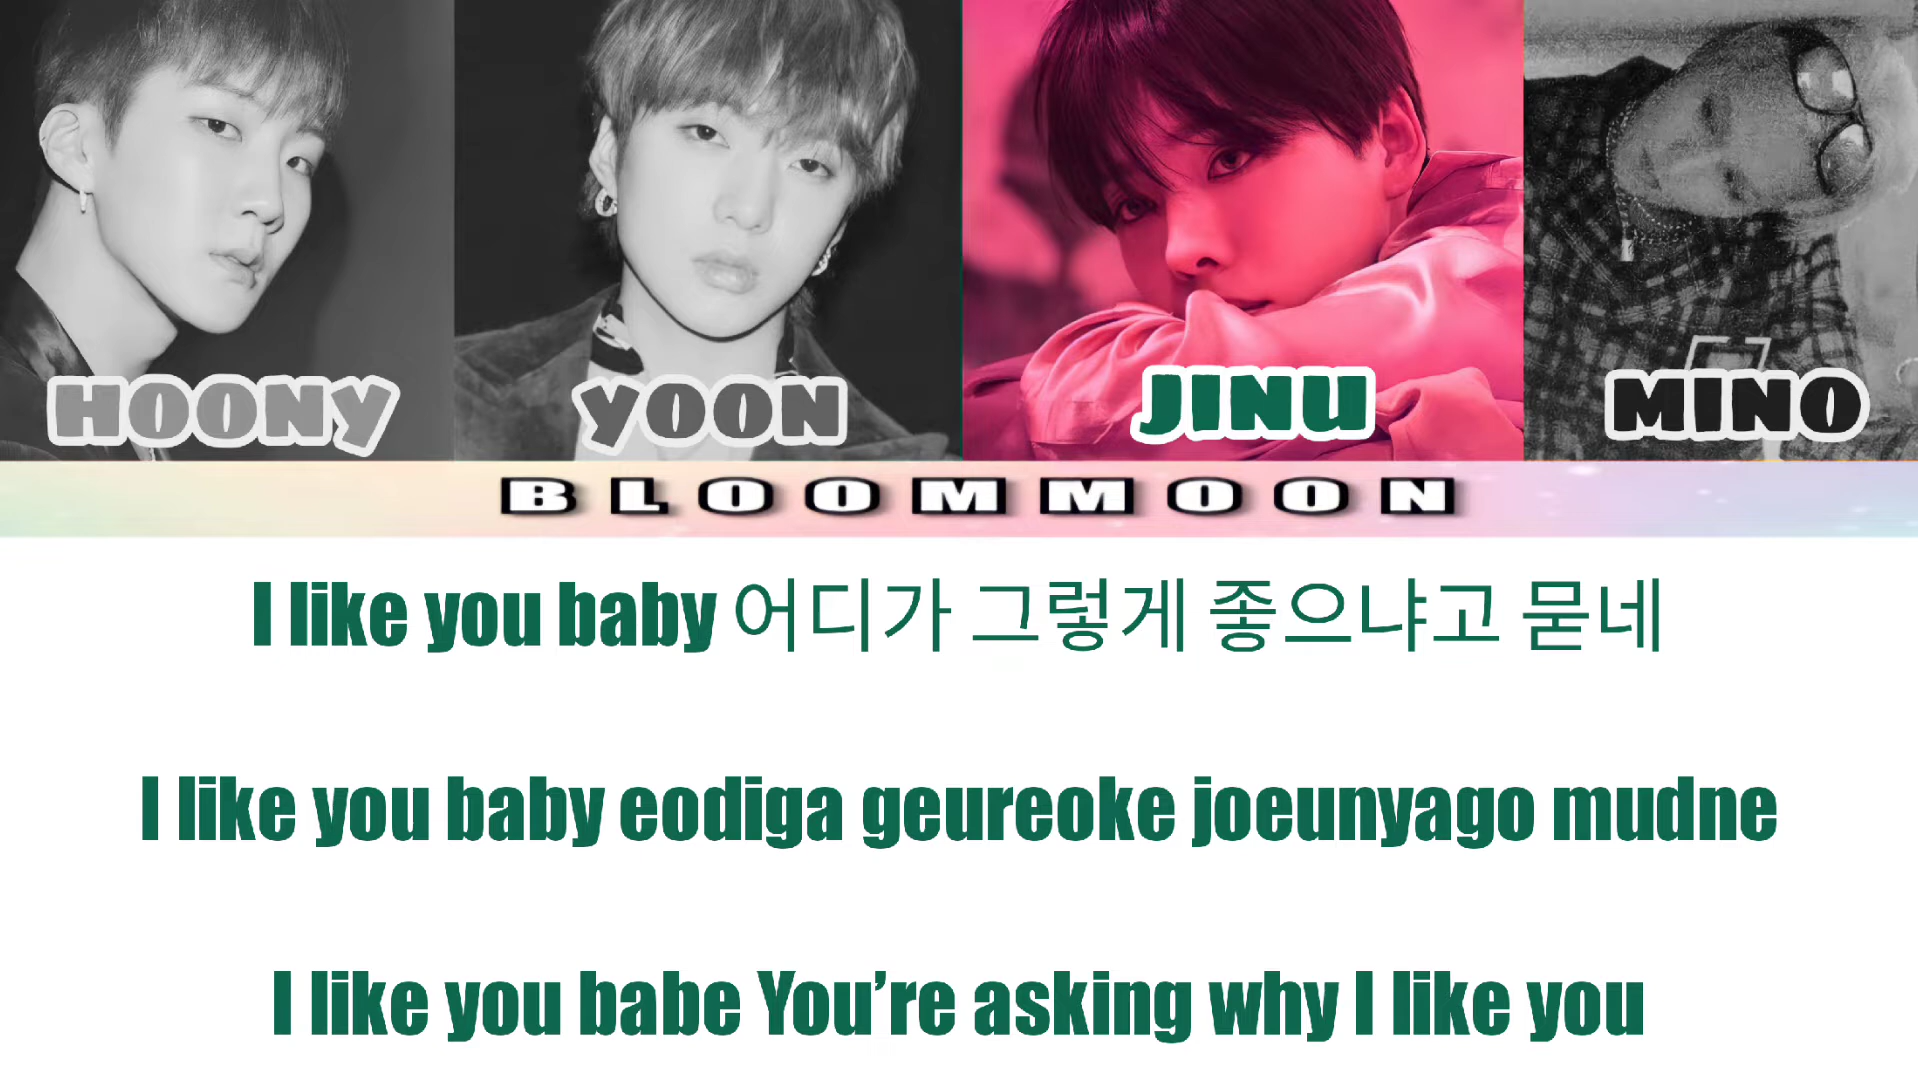 HOONY YOON JINU MINO
BLOOMMOON
I like you baby 어디가 그렇게 좋으냐고 묻네
I like you baby eodiga geureoke joeunyago mudne
I like you babe You’re asking why I like you